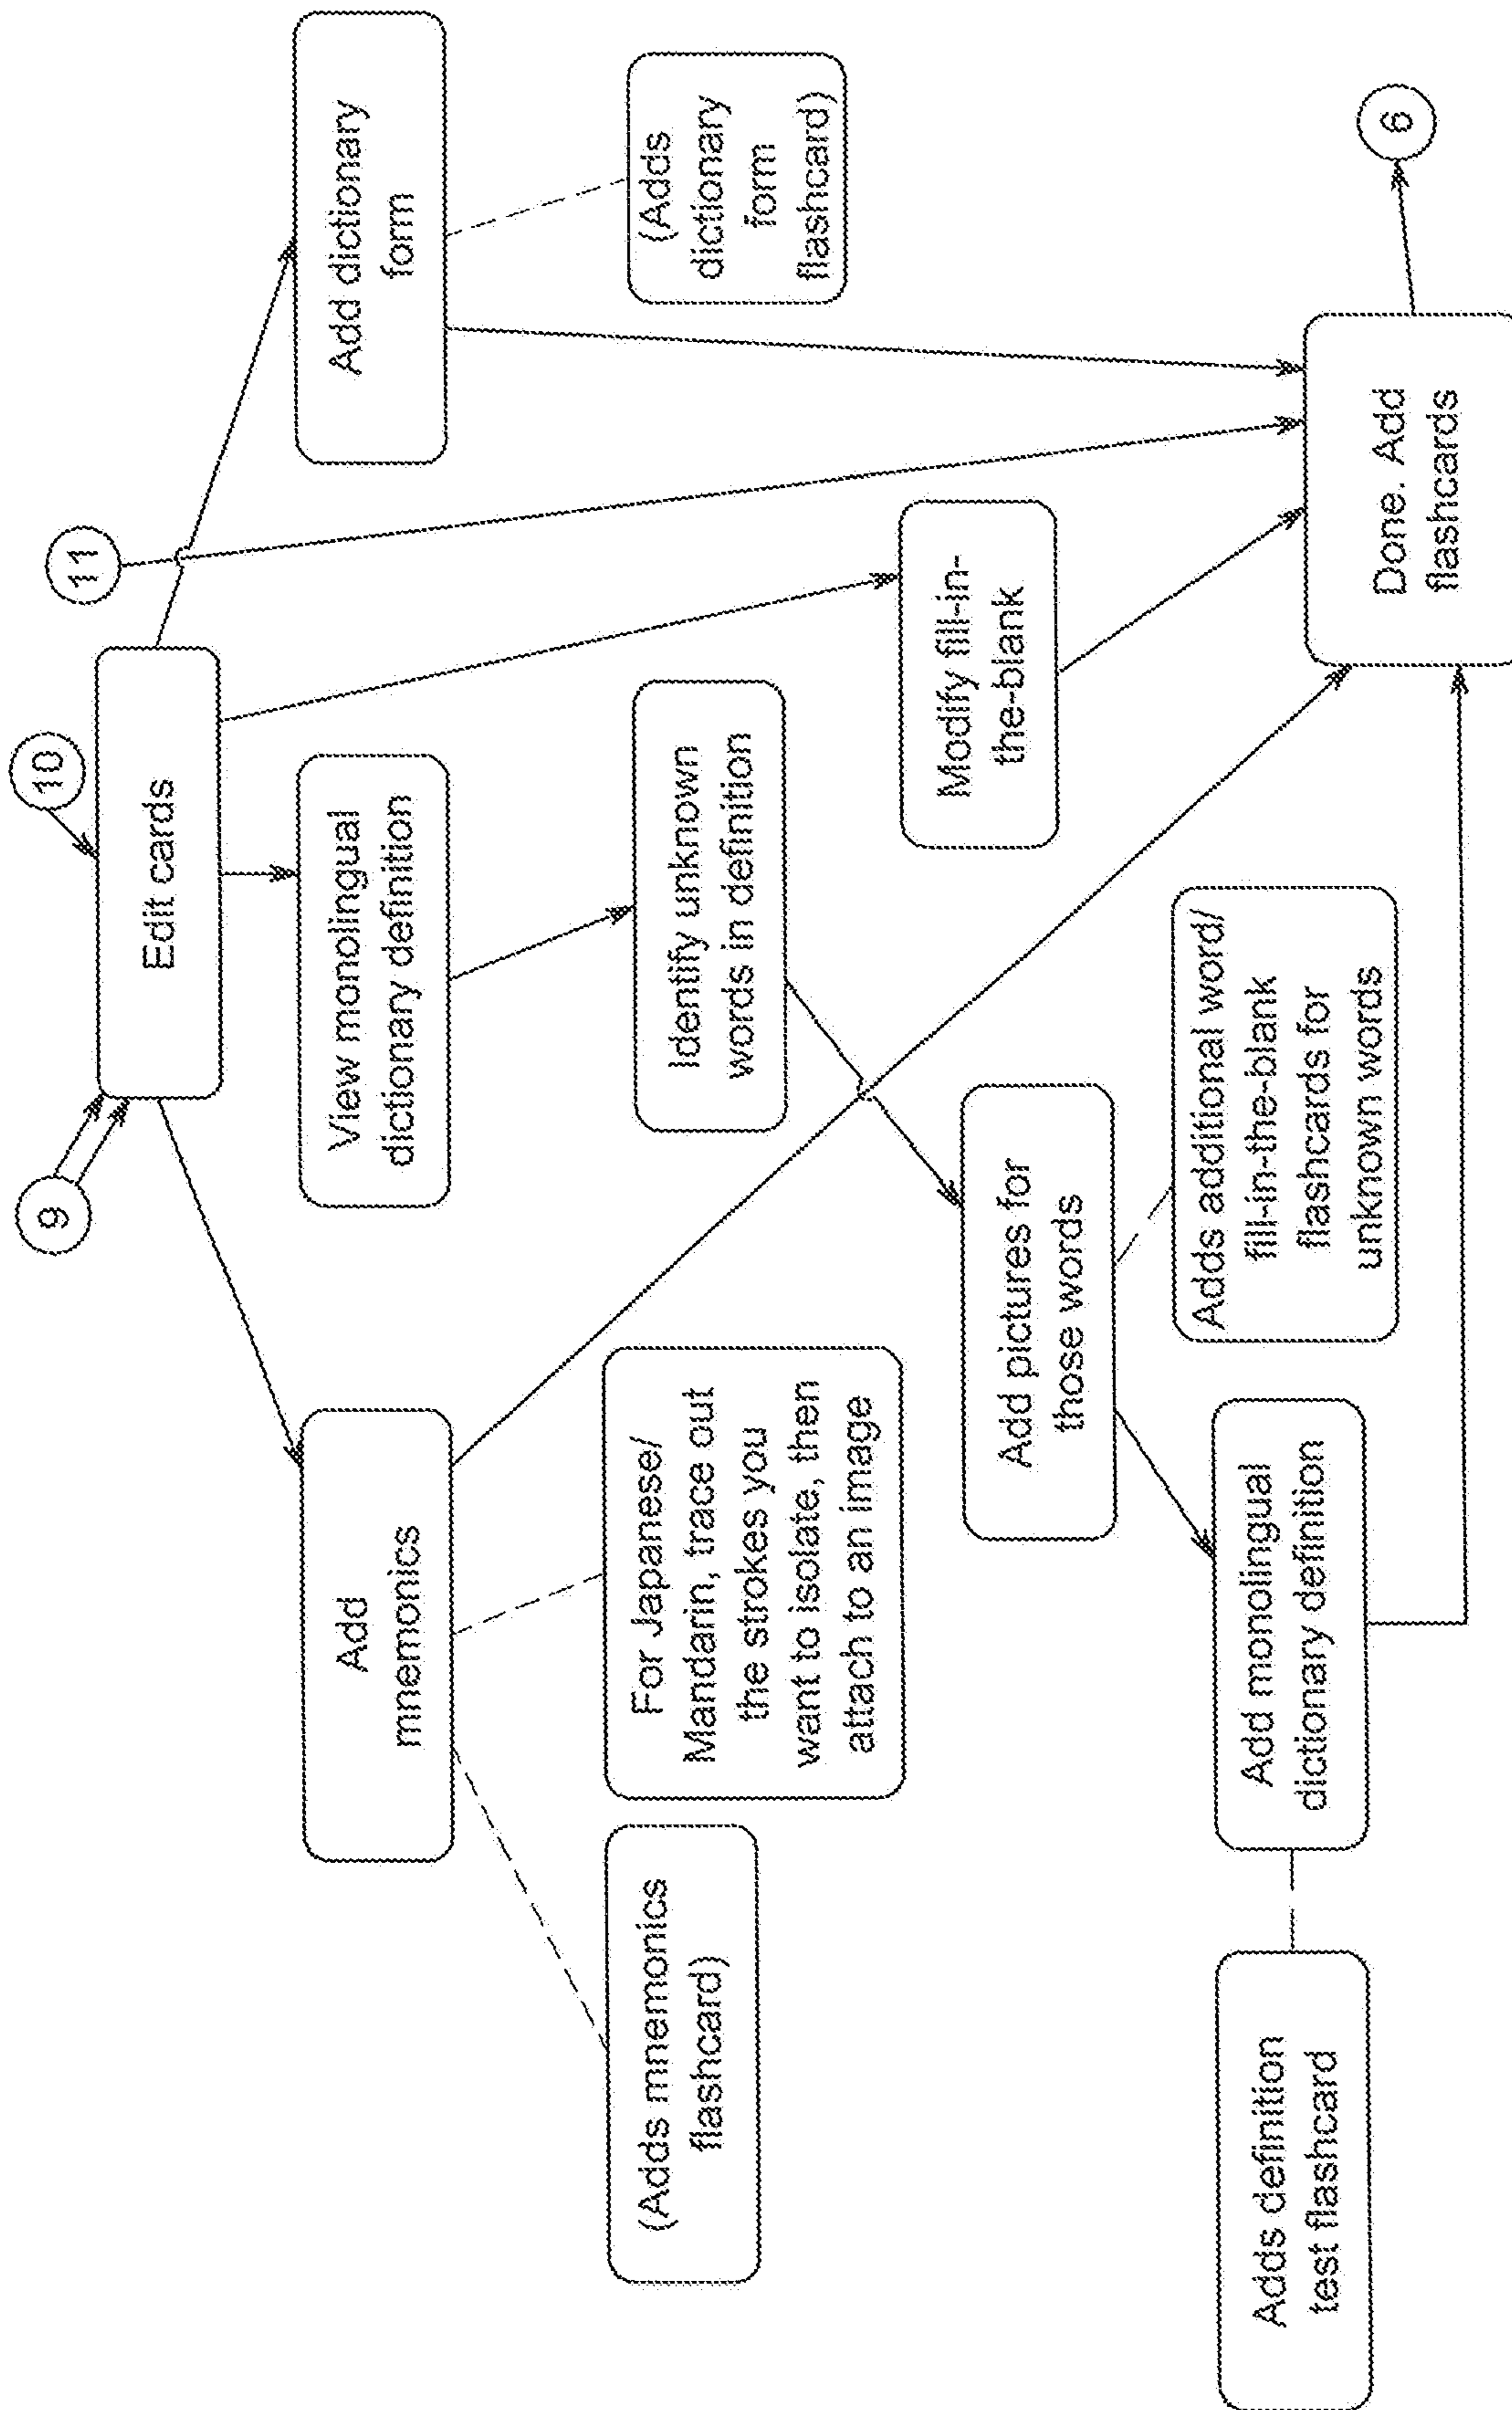 9
10
11
Edit cards
Add
mnemonics
View monolingual
dictionary definition
Add dictionary
form
(Adds mnemonics
flashcard)
For Japanese/
Mandarin, trace out
the strokes you
want to isolate, then
attach to an image
Identify unknown
words in definition
(Adds
dictionary
form
flashcard)
Modify fill-in-
the-blank
Add pictures for
those words
Adds additional word/
fill-in-the-blank
flashcards for
unknown words
Adds definition
test flashcard
Add monolingual
dictionary definition
Done. Add
flashcards
6